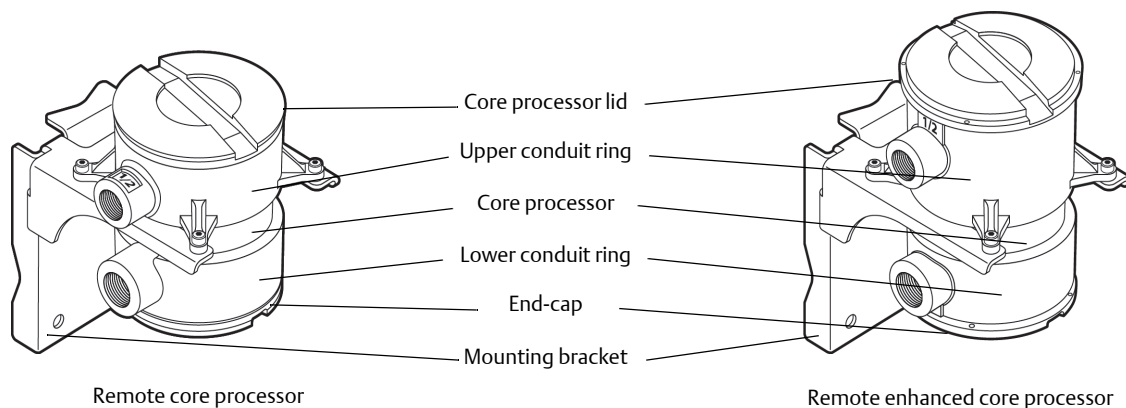 Core processor lid
1/2
1/2
Upper conduit ring
Core processor
Lower conduit ring
End-cap
Mounting bracket
Remote core processor
Remote enhanced core processor